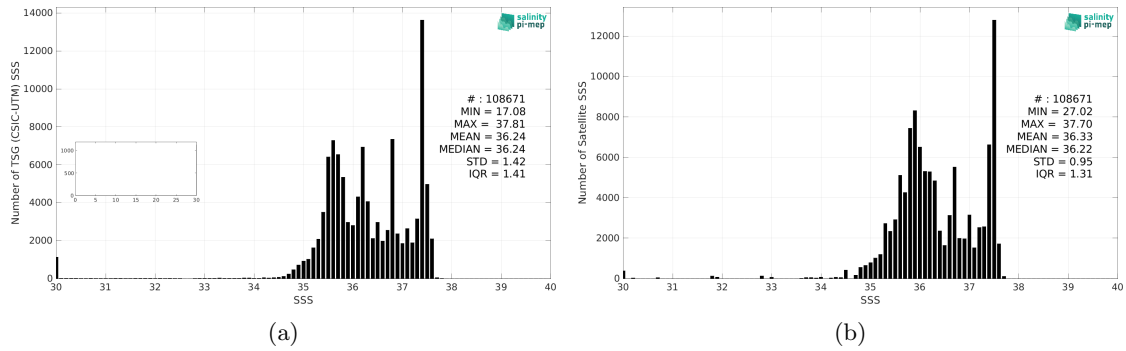 14000
12000
10000
8000
6000
4000
2000
0
Number of TSG (CSIC-UTM) SSS
salinity
pi-mep
# : 108671
MIN = 17.08
MAX = 37.81
MEAN = 36.24
MEDIAN = 36.24
STD = 1.42
IQR = 1.41
1000
500
0
0 5 10 15 20 25 30
30 31 32 33 34 35 36 37 38 39 40
SSS
(a)
12000
10000
8000
6000
4000
2000
0
Number of Satellite SSS
salinity
pi-mep
# : 108671
MIN = 27.02
MAX = 37.70
MEAN = 36.33
MEDIAN = 36.22
STD = 0.95
IQR = 1.31
30 31 32 33 34 35 36 37 38 39 40
SSS
(b)